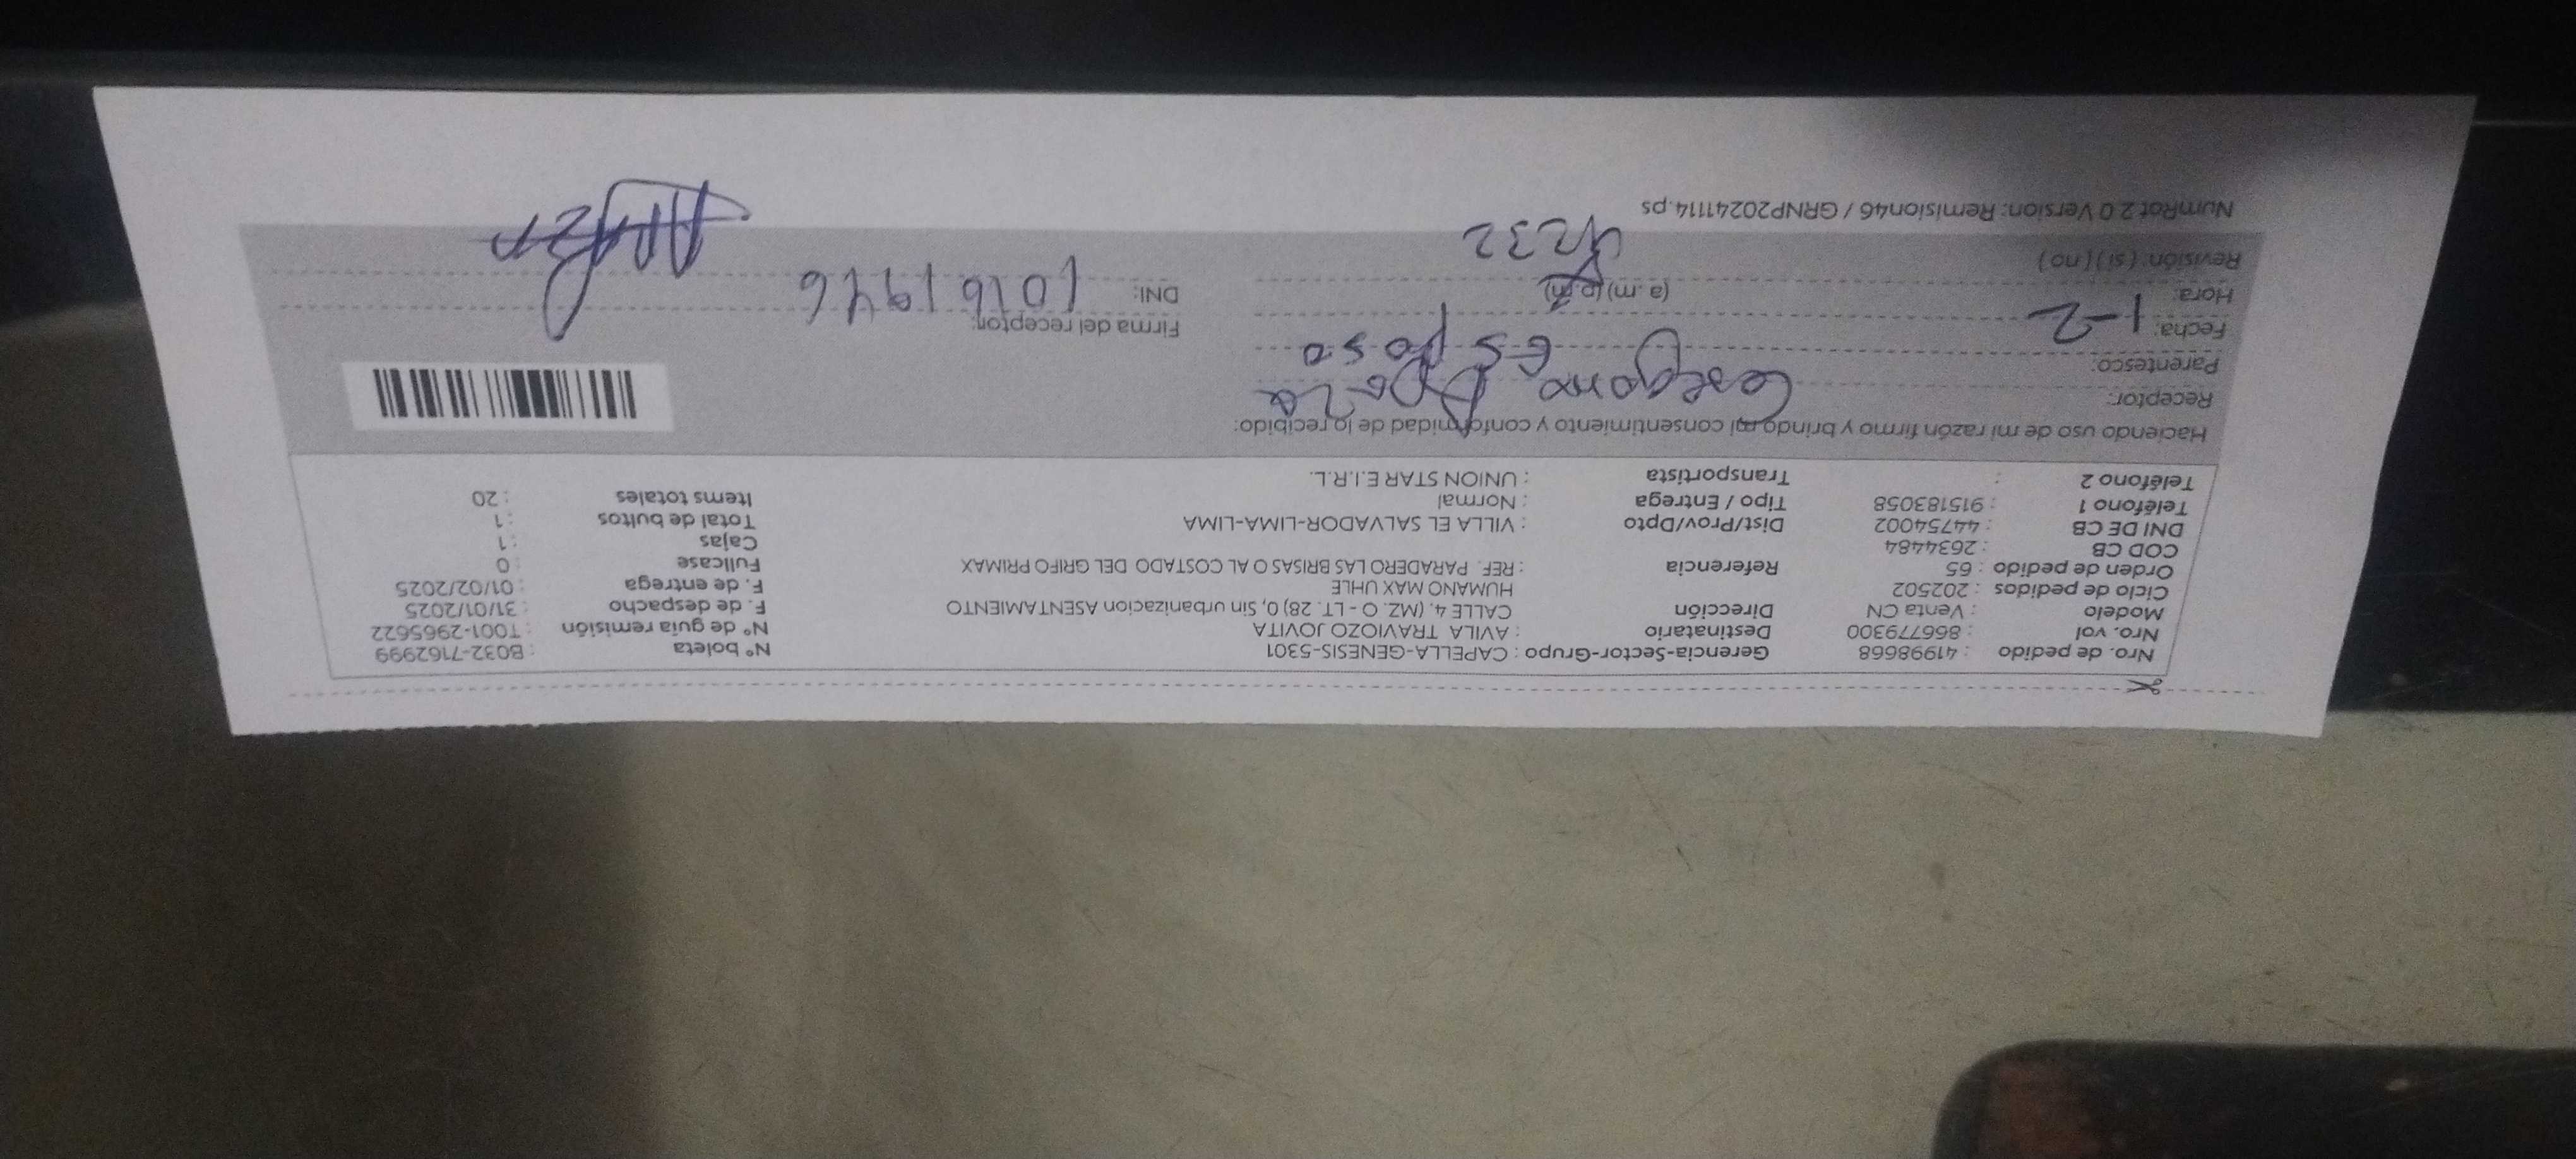 Nro. de pedido : 41998668 Gerencia-Sector-Grupo : CAPELLA-GENESIS-5301 N° boleta : B032-7162999
Nro. vol : 866779300 Destinatario : AVILA TRAVIOZO JOVITA N° de guía remisión : T001-2965622
Modelo : Venta CN Dirección CALLE 4. (MZ. O - LT. 28) 0, Sin urbanizacion ASENTAMIENTO F. de despacho : 31/01/2025
Ciclo de pedidos : 202502 HUMANO MAX UHLE F. de entrega : 01/02/2025
Orden de pedido : 65 Referencia : REF. PARADERO LAS BRISAS O AL COSTADO DEL GRIFO PRIMAX Fullcase : 0
COD CB : 2634484 Cajas : 1
DNI DE CB : 44754002 Dist/Prov/Dpto : VILLA EL SALVADOR-LIMA-LIMA Total de bultos : 1
Teléfono 1 : 915183058 Tipo / Entrega : Normal Items totales : 20
Teléfono 2 : Transportista : UNION STAR E.I.R.L.
Haciendo uso de mi razón firmo y brindo mi consentimiento y conformidad de lo recibido:
Receptor:
Parentesco: Esposo
Fecha: 1-2 Firma del receptor:
Hora: (a.m) (p.m) DNI: 10161946
Revisión: (si) (no) 4232
NumRot 2.0 Version: Remision46 / GRNP20241114.ps